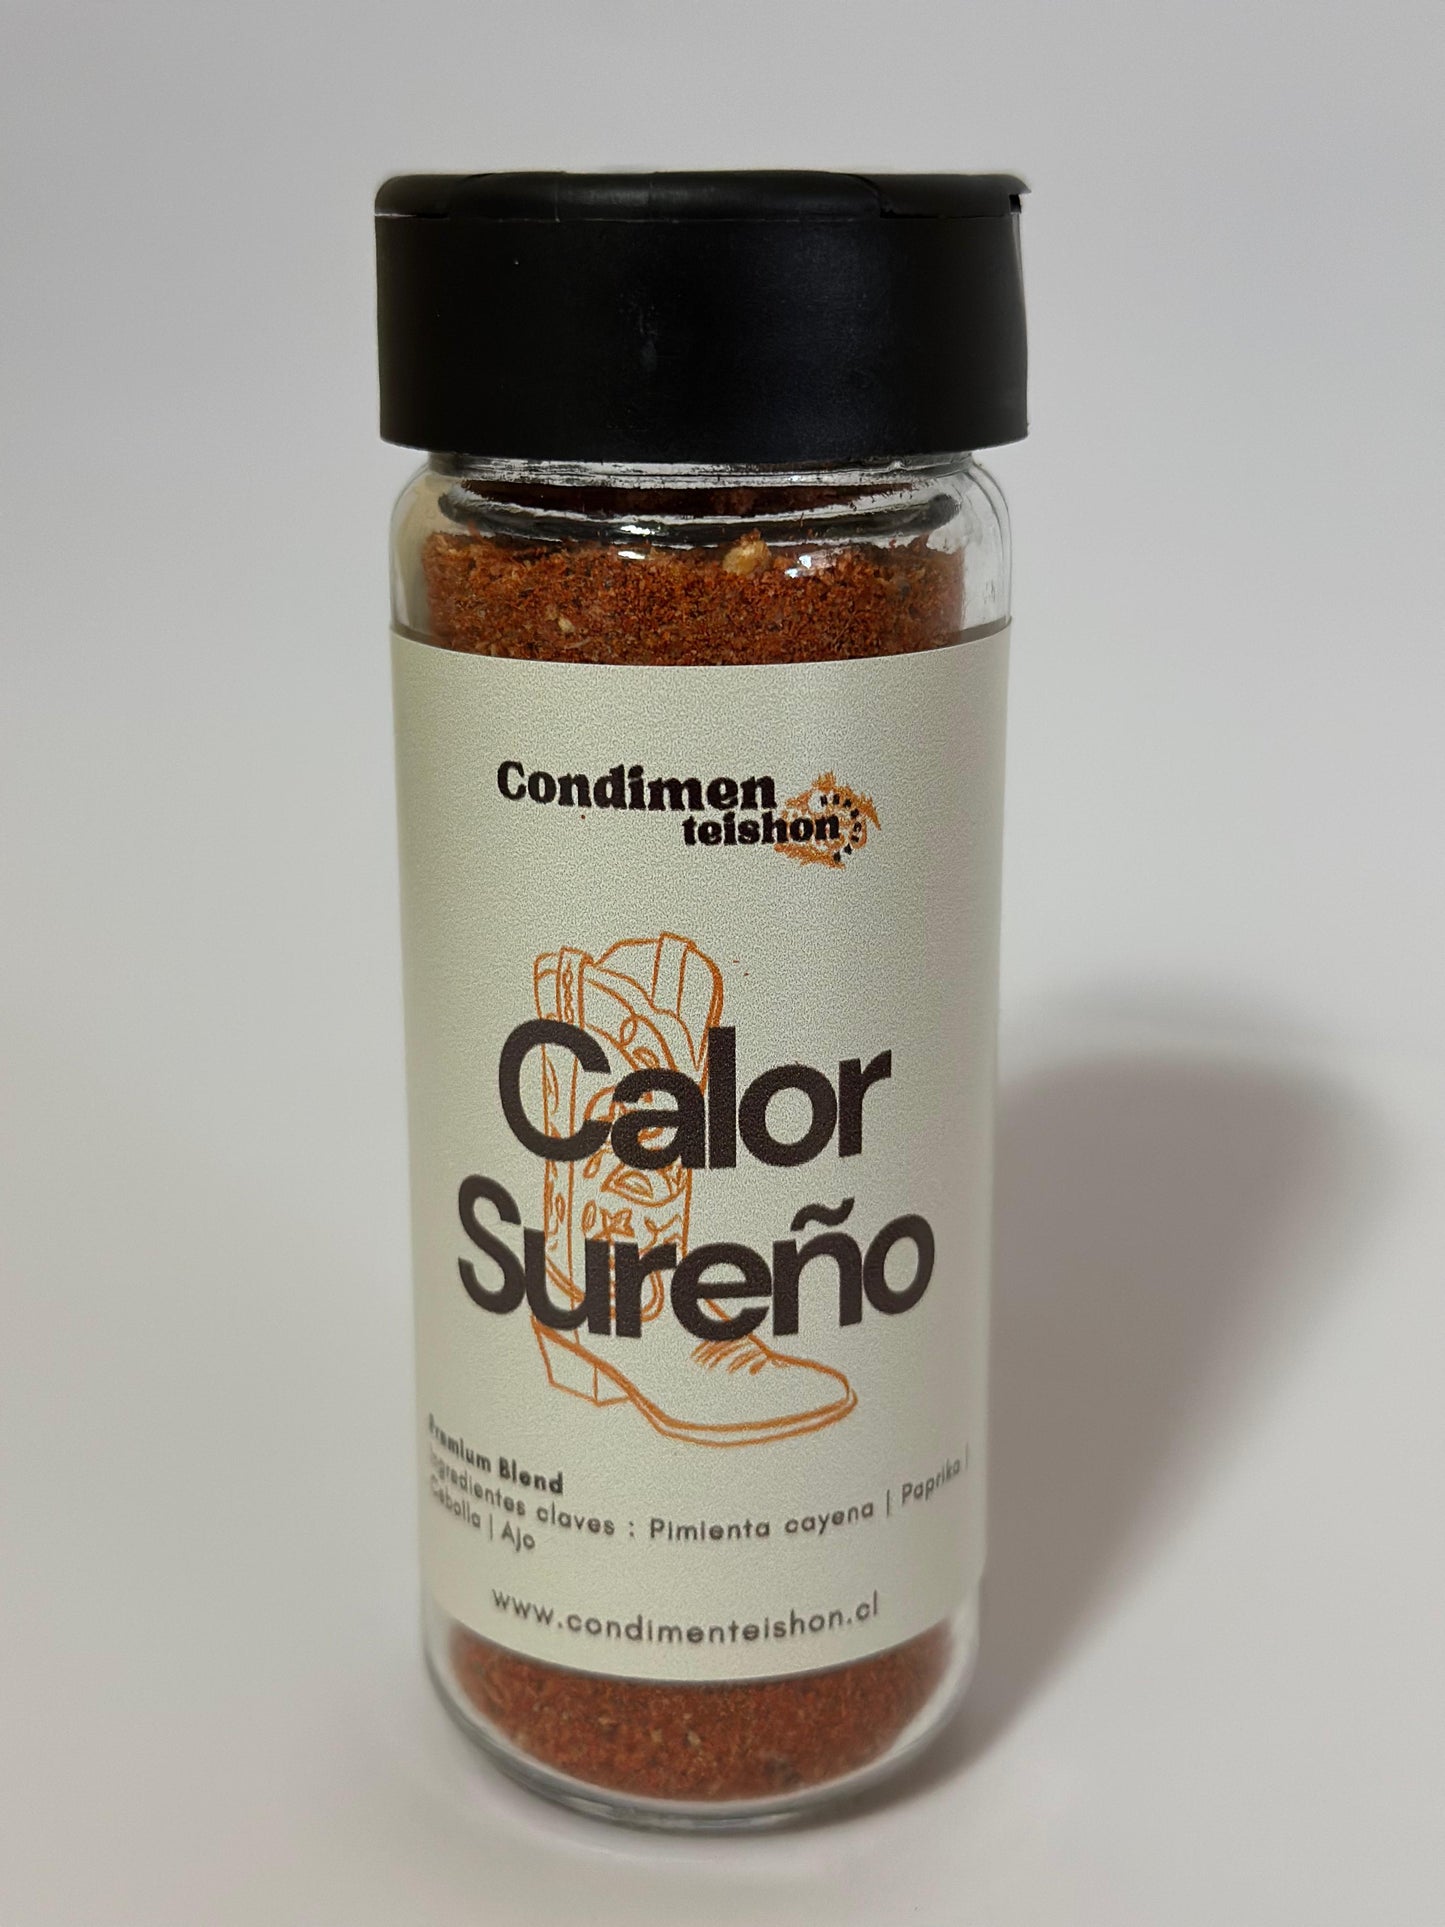 Condimen
teishon
Calor
Sureño
Premium Blend
Ingredientes claves : Pimienta cayena | Paprika |
Cebolla | Ajo
www.condimenteishon.cl